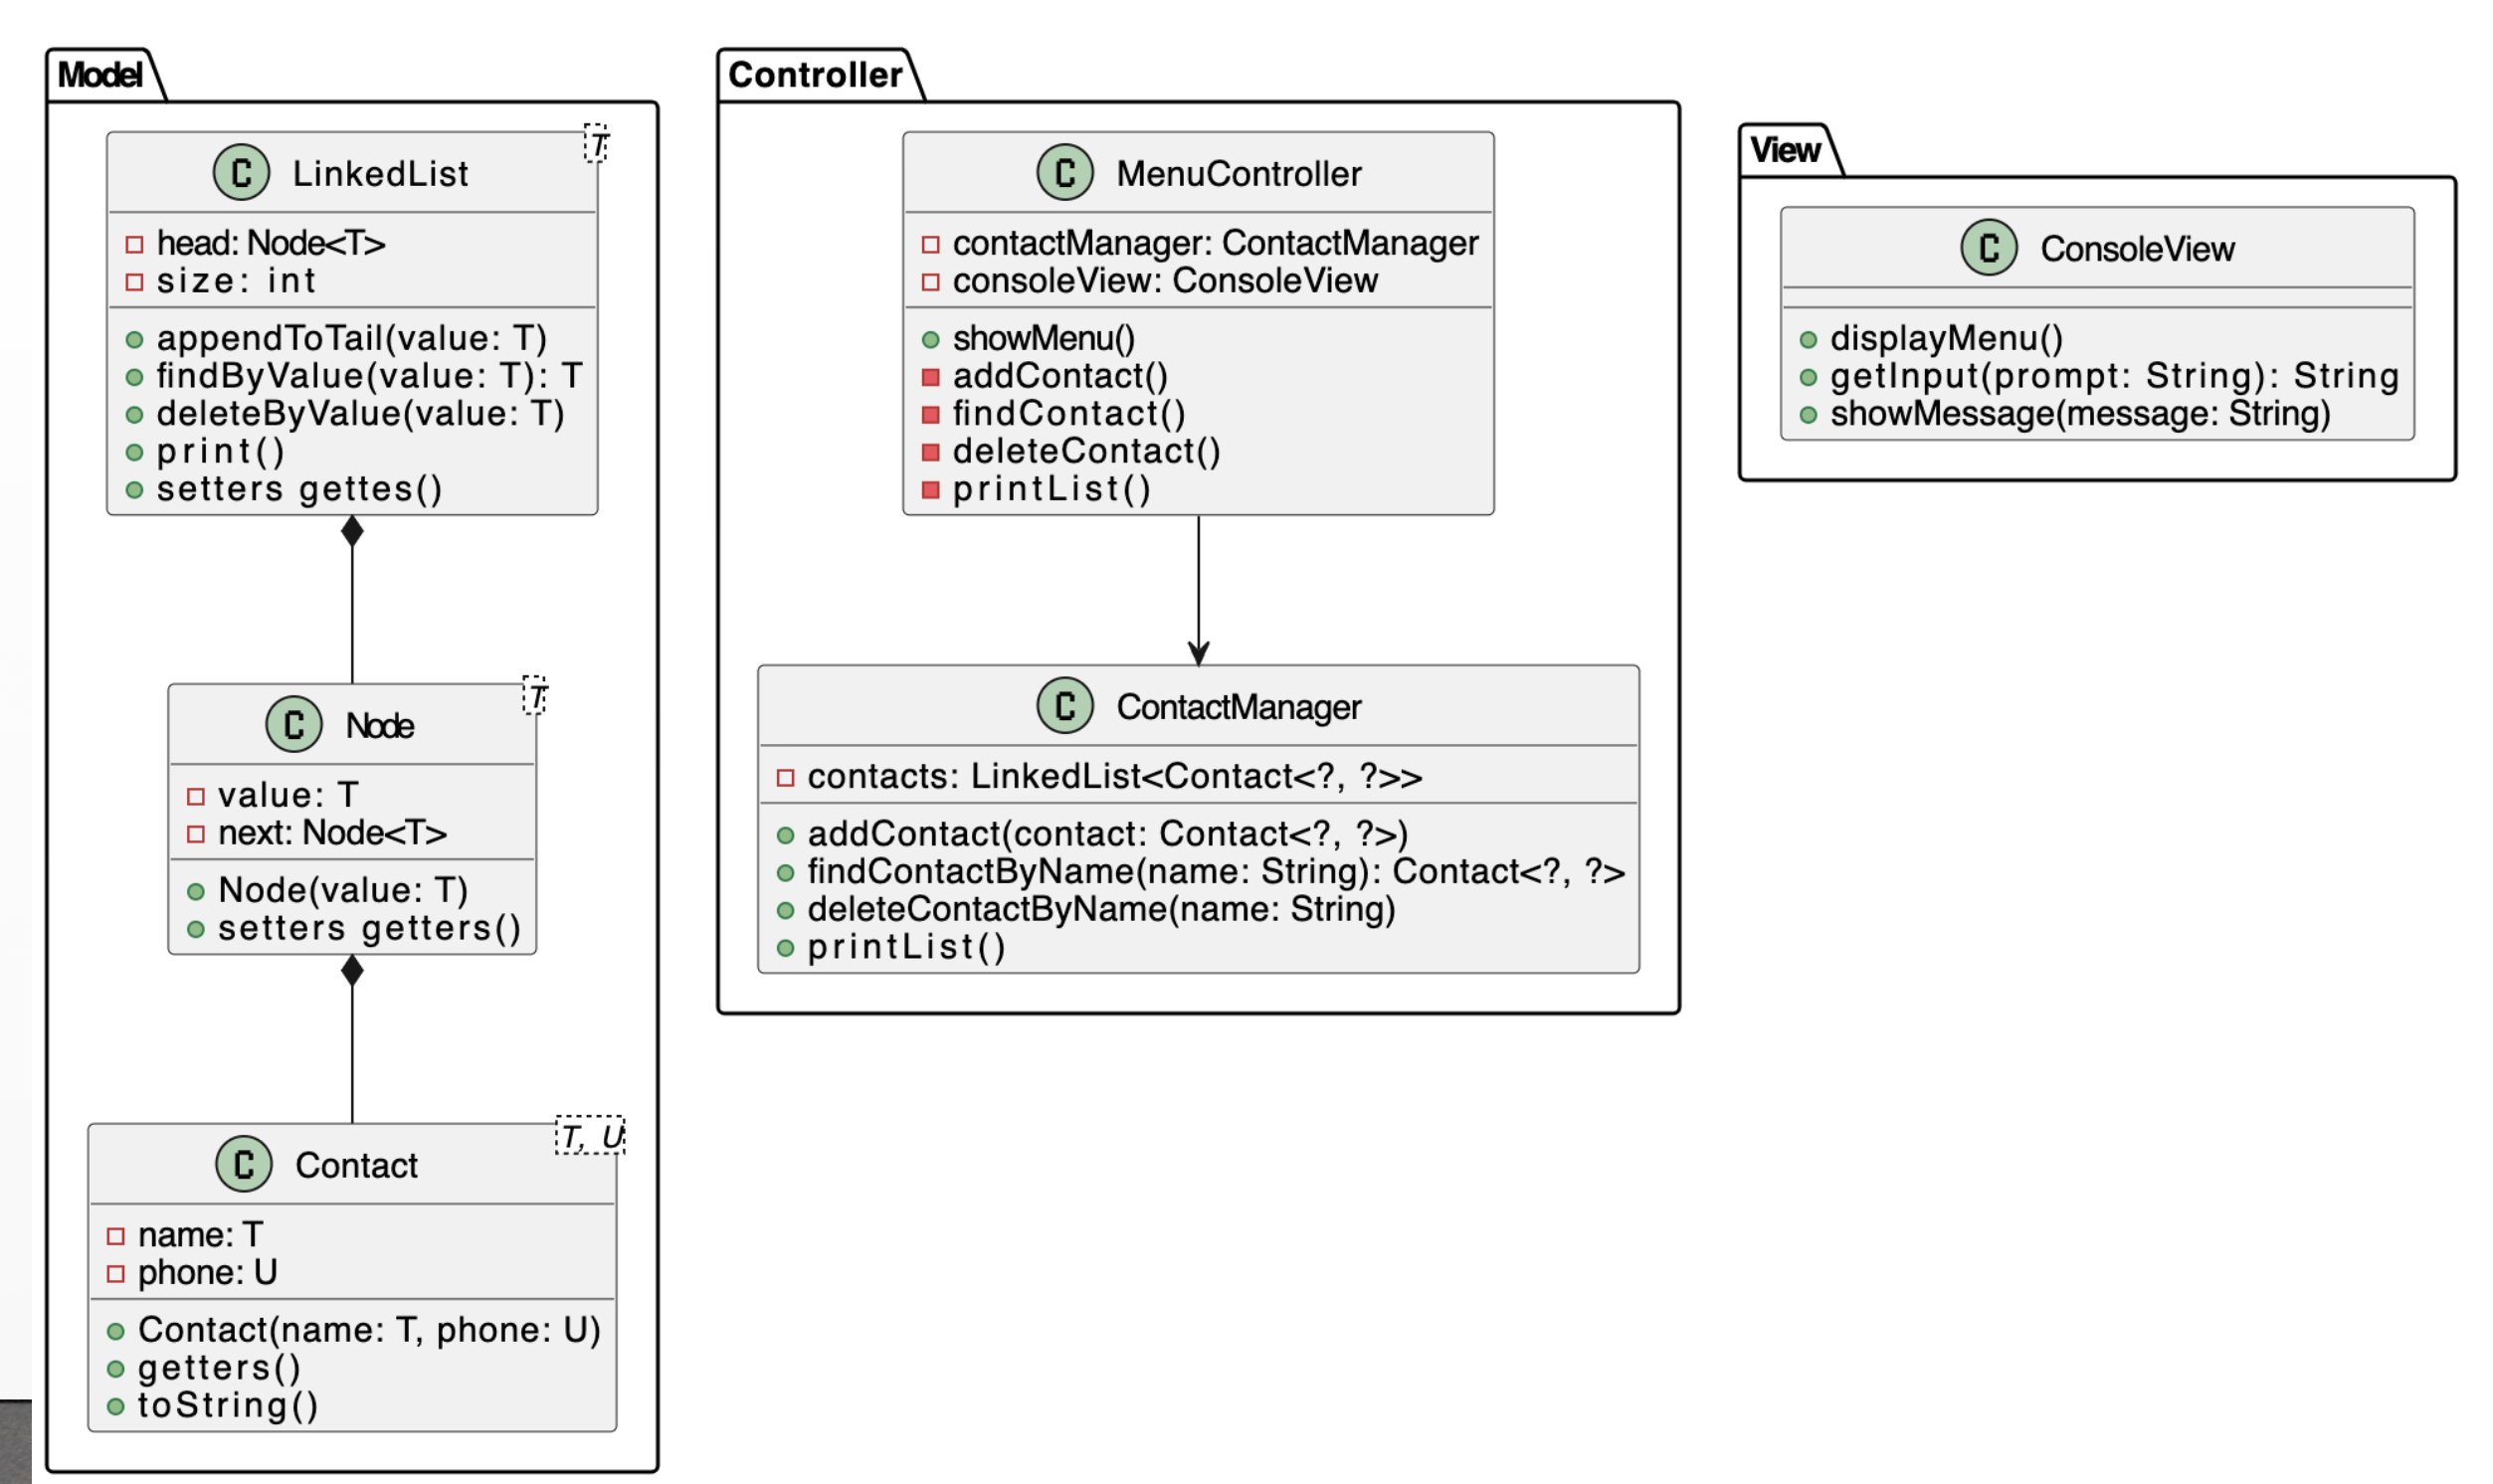 Model
T
C LinkedList
head: Node<T>
size: int
appendToTail(value: T)
findByValue(value: T): T
deleteByValue(value: T)
print()
setters gettes()
T
C Node
value: T
next: Node<T>
Node(value: T)
setters getters()
T, U
C Contact
name: T
phone: U
Contact(name: T, phone: U)
getters()
toString()
Controller
C MenuController
contactManager: ContactManager
consoleView: ConsoleView
showMenu()
addContact()
findContact()
deleteContact()
printList()
C ContactManager
contacts: LinkedList<Contact<?, ?>>
addContact(contact: Contact<?, ?>)
findContactByName(name: String): Contact<?, ?>
deleteContactByName(name: String)
printList()
View
C ConsoleView
displayMenu()
getInput(prompt: String): String
showMessage(message: String)